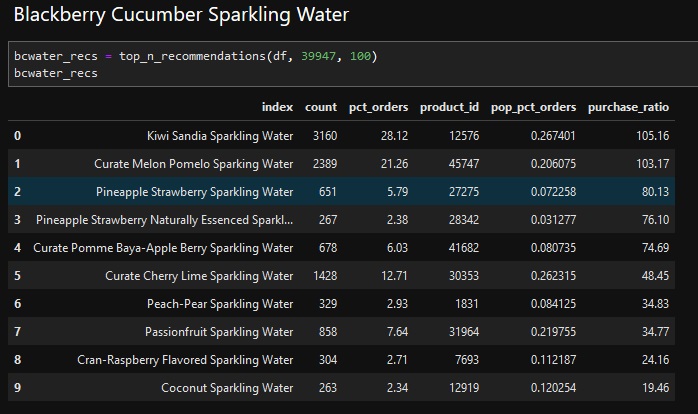 Blackberry Cucumber Sparkling Water
bcwater_recs = top_n_recommendations(df, 39947, 100)
bcwater_recs
index count pct_orders product_id pop_pct_orders purchase_ratio
0 Kiwi Sandia Sparkling Water 3160 28.12 12576 0.267401 105.16
1 Curate Melon Pomelo Sparking Water 2389 21.26 45747 0.206075 103.17
2 Pineapple Strawberry Sparkling Water 651 5.79 27275 0.072258 80.13
3 Pineapple Strawberry Naturally Essenced Sparkl... 267 2.38 28342 0.031277 76.10
4 Curate Pomme Baya-Apple Berry Sparkling Water 678 6.03 41682 0.080735 74.69
5 Curate Cherry Lime Sparkling Water 1428 12.71 30353 0.262315 48.45
6 Peach-Pear Sparkling Water 329 2.93 1831 0.084125 34.83
7 Passionfruit Sparkling Water 858 7.64 31964 0.219755 34.77
8 Cran-Raspberry Flavored Sparkling Water 304 2.71 7693 0.112187 24.16
9 Coconut Sparkling Water 263 2.34 12919 0.120254 19.46